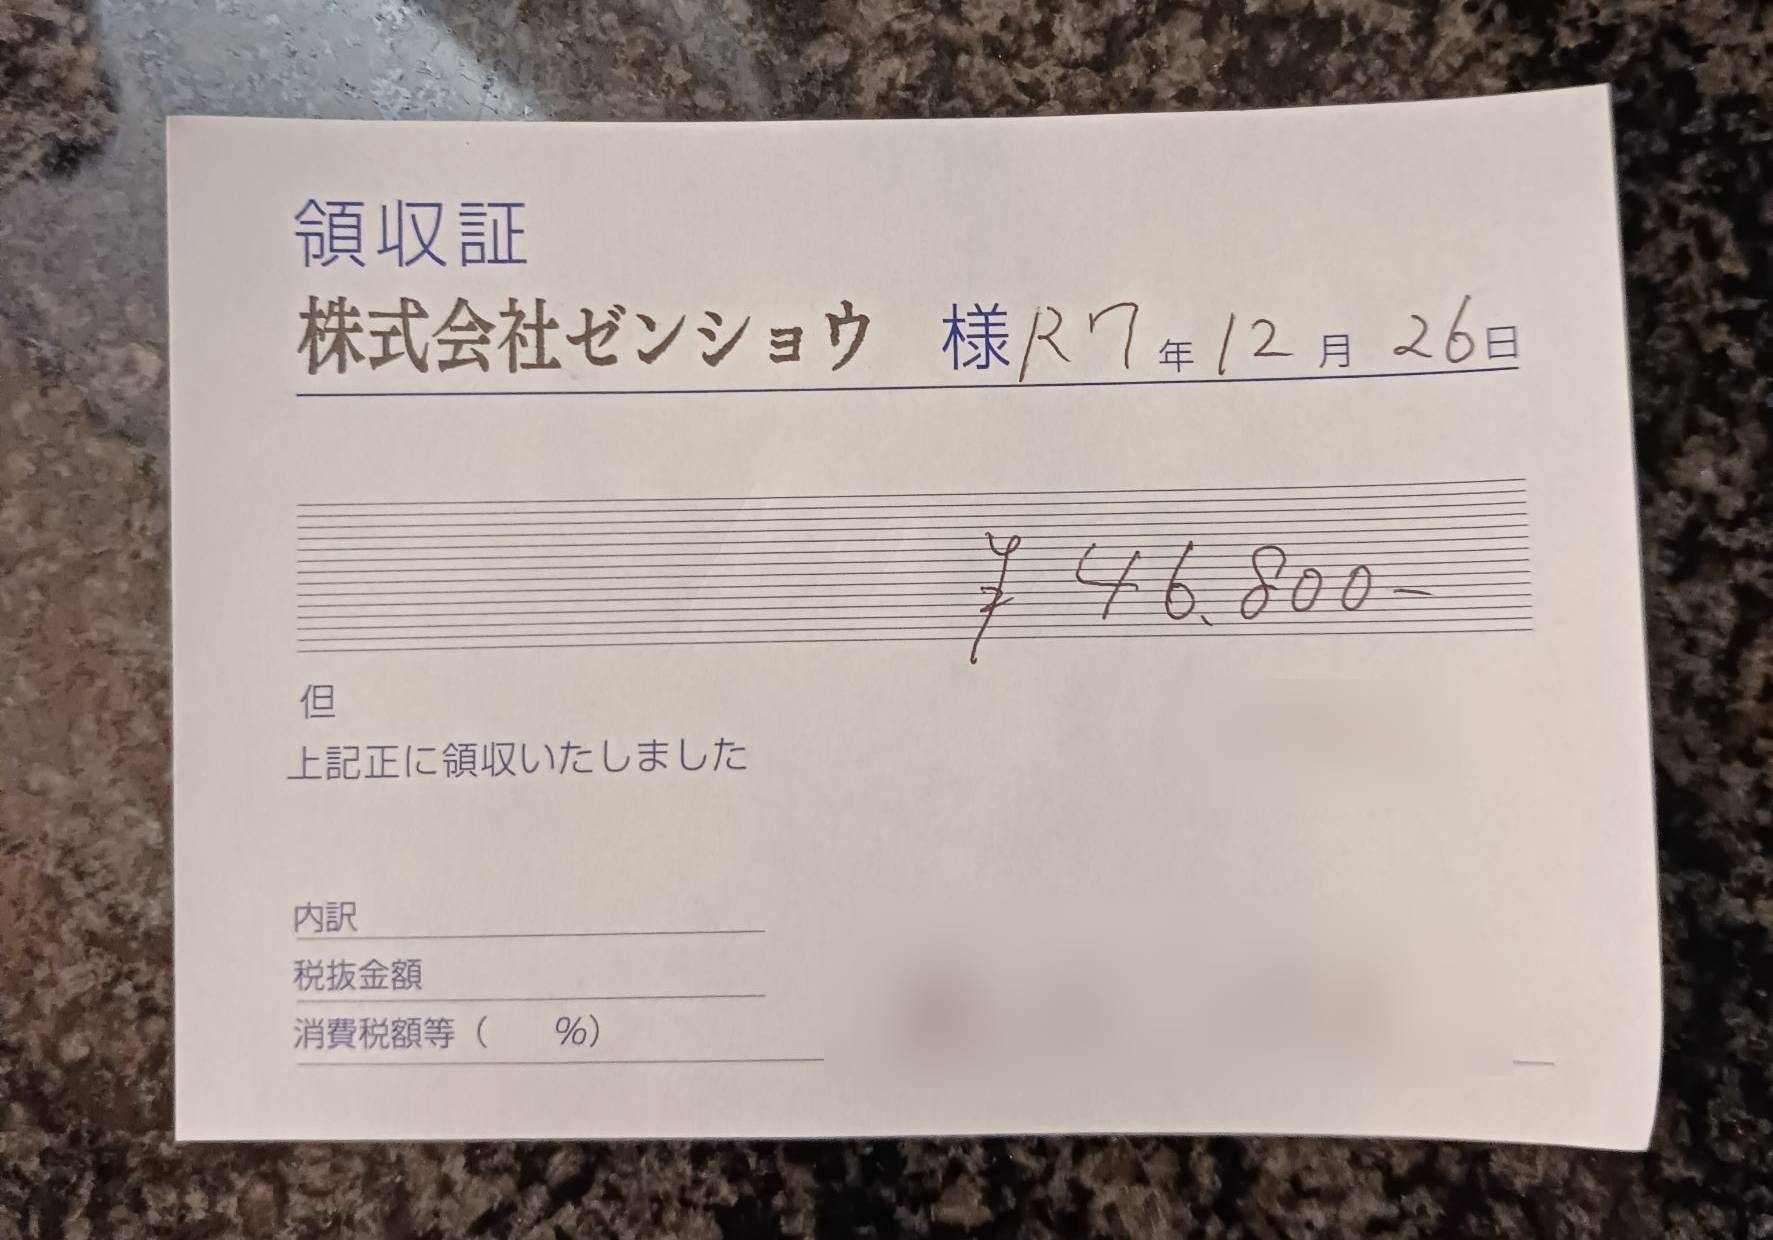 領収証
株式会社ゼンショウ 様 R7年12月26日
¥46,800-
但
上記正に領収いたしました
内訳
税抜金額
消費税額等（ %）